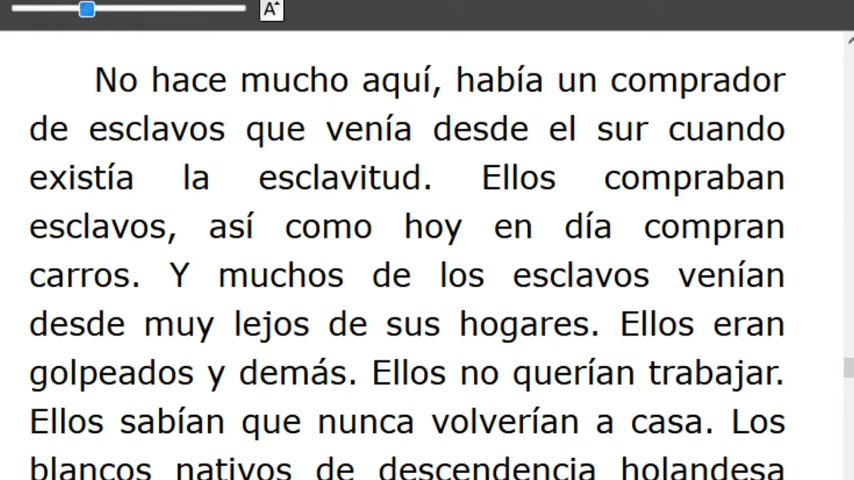 A
No hace mucho aquí, había un comprador
de esclavos que venía desde el sur cuando
existía la esclavitud. Ellos compraban
esclavos, así como hoy en día compran
carros. Y muchos de los esclavos venían
desde muy lejos de sus hogares. Ellos eran
golpeados y demás. Ellos no querían trabajar.
Ellos sabían que nunca volverían a casa. Los
blancos nativos de descendencia holandesa